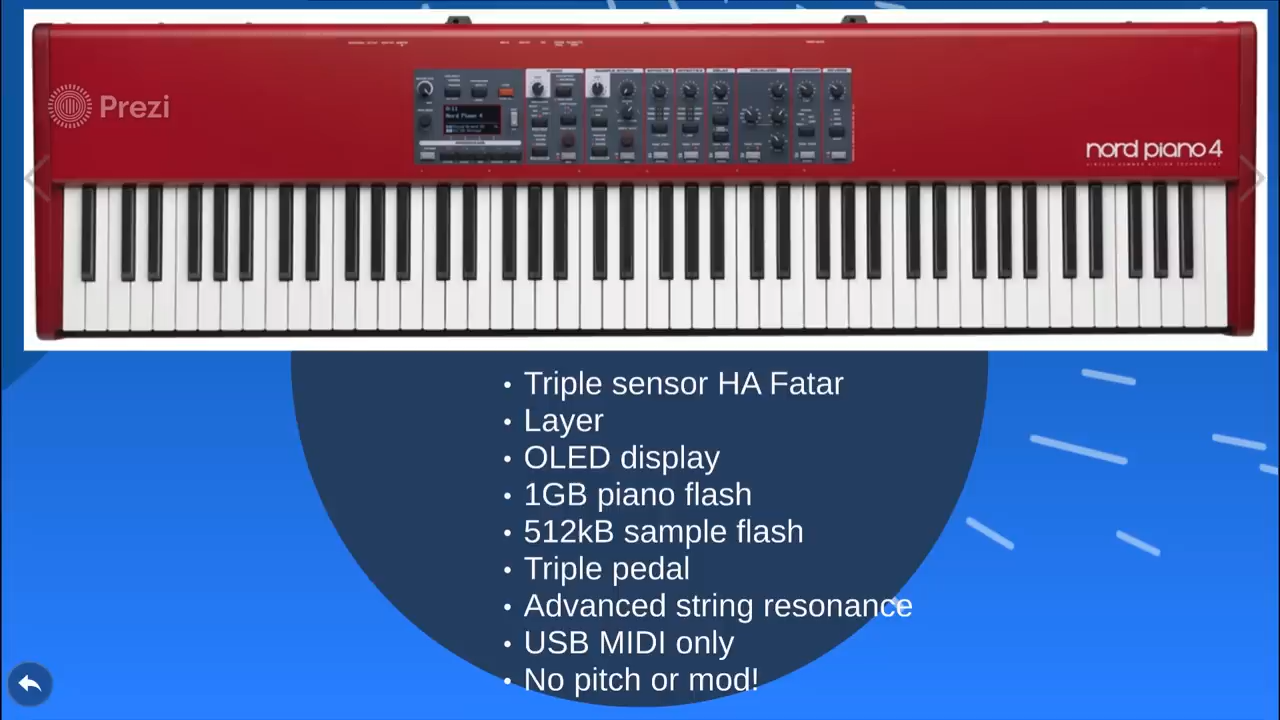 Prezi
Nord Piano 4
nord piano 4
• Triple sensor HA Fatar
• Layer
• OLED display
• 1GB piano flash
• 512kB sample flash
• Triple pedal
• Advanced string resonance
• USB MIDI only
• No pitch or mod!